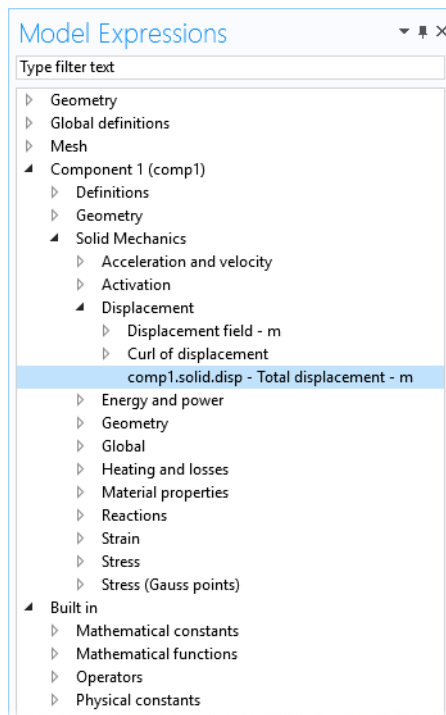 Model Expressions
Type filter text
Geometry
Global definitions
Mesh
Component 1 (comp1)
Definitions
Geometry
Solid Mechanics
Acceleration and velocity
Activation
Displacement
Displacement field - m
Curl of displacement
comp1.solid.disp - Total displacement - m
Energy and power
Geometry
Global
Heating and losses
Material properties
Reactions
Strain
Stress
Stress (Gauss points)
Built in
Mathematical constants
Mathematical functions
Operators
Physical constants